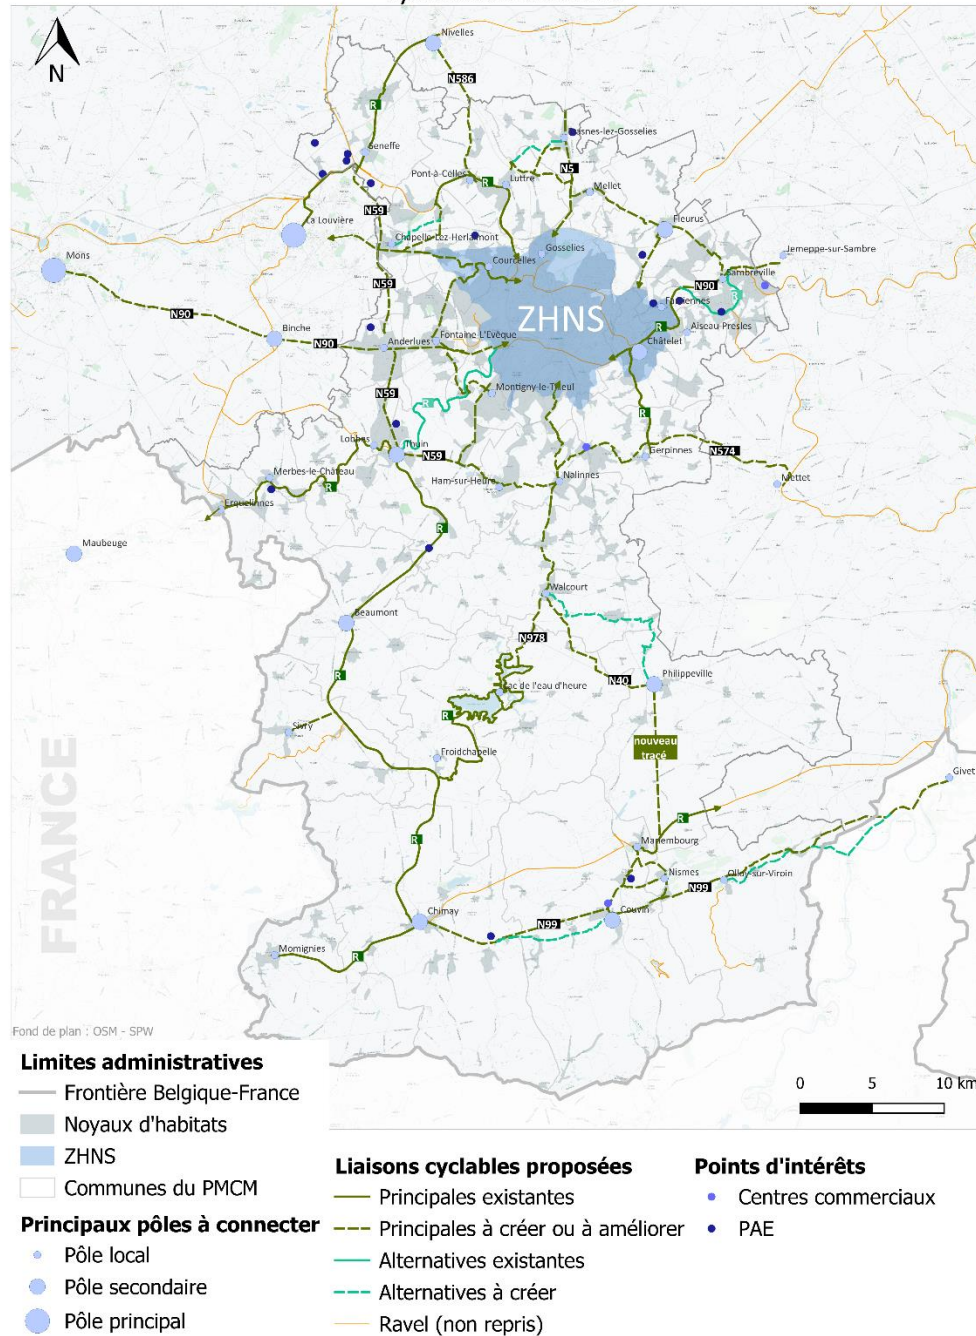 N
Nivelles
N586
R
Seneffe
Pont-à-Celles
R
Luttre
N5
Mellet
La Louvière
N59
Chapelle-Lez-Herlaimont
Fleurus
Gosselies
Courcelles
Jemeppe-sur-Sambre
Mons
N59
Sambreville
N90
N90
ZHNS
R
Aiseau-Presles
Binche
N90
Anderlues
Fontaine L'Evêque
Châtelet
N59
Montigny-le-Tilleul
R
R
Lobbes
Thuin
N59
Gerpinnes
N574
Merbes-le-Château
R
Ham-sur-Heure
Nalinnes
Mettet
Erquelinnes
R
Maubeuge
Walcourt
Beaumont
N978
R
N40
Philippeville
Lac de l'eau d'heure
R
Sivry
nouveau
tracé
Froidchapelle
FRANCE
Givet
R
R
Mariembourg
Nismes
N99
Chimay
N99
Couvin
Momignies
R
Fond de plan : OSM - SPW
Limites administratives
Frontière Belgique-France
Noyaux d'habitats
ZHNS
Communes du PMCM
Principaux pôles à connecter
Pôle local
Pôle secondaire
Pôle principal
0 5 10 km
Liaisons cyclables proposées
Principales existantes
Principales à créer ou à améliorer
Alternatives existantes
Alternatives à créer
Ravel (non repris)
Points d'intérêts
Centres commerciaux
PAE